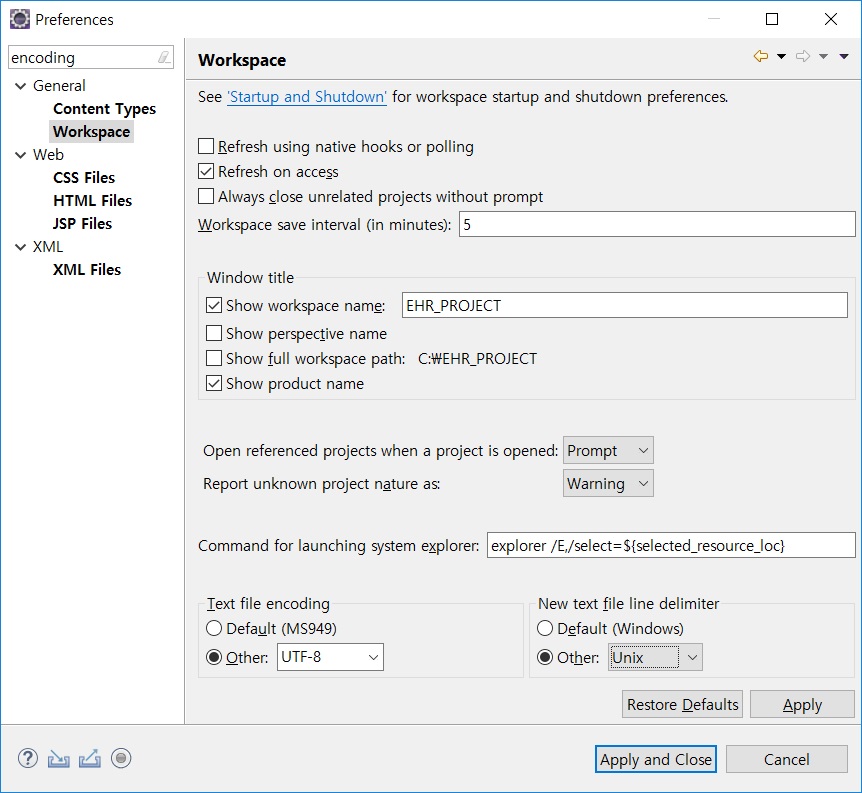 Preferences
encoding
General
Content Types
Workspace
Web
CSS Files
HTML Files
JSP Files
XML
XML Files
Workspace
See 'Startup and Shutdown' for workspace startup and shutdown preferences.
Refresh using native hooks or polling
Refresh on access
Always close unrelated projects without prompt
Workspace save interval (in minutes): 5
Window title
Show workspace name: EHR_PROJECT
Show perspective name
Show full workspace path: C:₩EHR_PROJECT
Show product name
Open referenced projects when a project is opened: Prompt
Report unknown project nature as: Warning
Command for launching system explorer: explorer /E,/select=${selected_resource_loc}
Text file encoding
Default (MS949)
Other: UTF-8
New text file line delimiter
Default (Windows)
Other: Unix
Restore Defaults Apply
Apply and Close Cancel